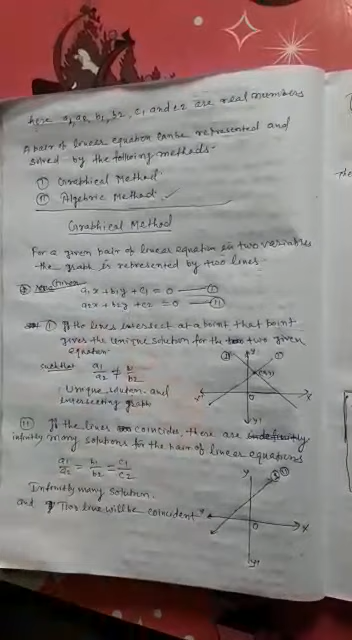 here a1, a2, b1, b2, c1 and c2 are real numbers
A pair of linear equation can be represented and
solved by the following methods-
(I) Graphical Method
(II) Algebric Method
Graphical Method
For a given pair of linear equation in two variables
the graph is represented by two lines.
Given a1x + b1y + c1 = 0 — (I)
a2x + b2y + c2 = 0 — (II)
(I) If the lines intersect at a point that point
gives the unique solution for the two given
equation
a1/a2 ≠ b1/b2
Unique solution and
Intersecting graph
(II) If the lines coincides, there are
infinitly many solutions for the pair of linear equations
a1/a2 = b1/b2 = c1/c2
Infinitly many solution.
and line will be coincident